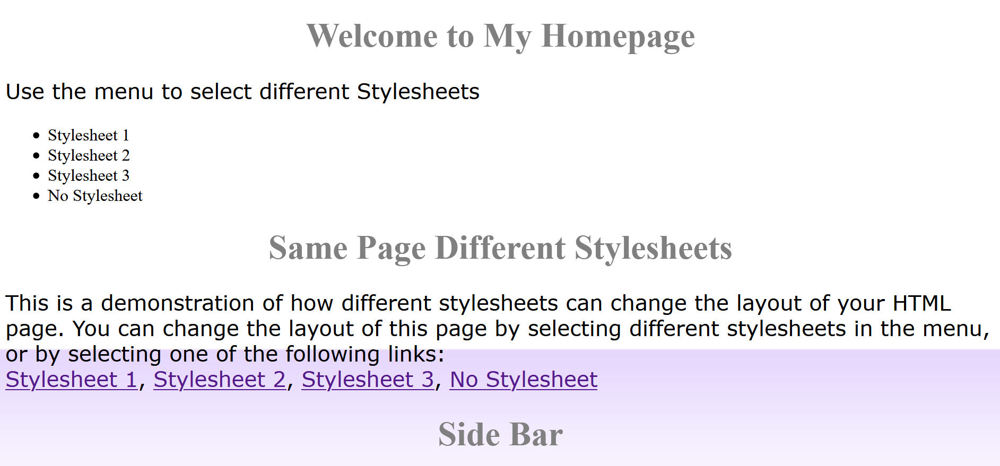 Welcome to My Homepage
Use the menu to select different Stylesheets
Stylesheet 1
Stylesheet 2
Stylesheet 3
No Stylesheet
Same Page Different Stylesheets
This is a demonstration of how different stylesheets can change the layout of your HTML
page. You can change the layout of this page by selecting different stylesheets in the menu,
or by selecting one of the following links:
Stylesheet 1, Stylesheet 2, Stylesheet 3, No Stylesheet
Side Bar